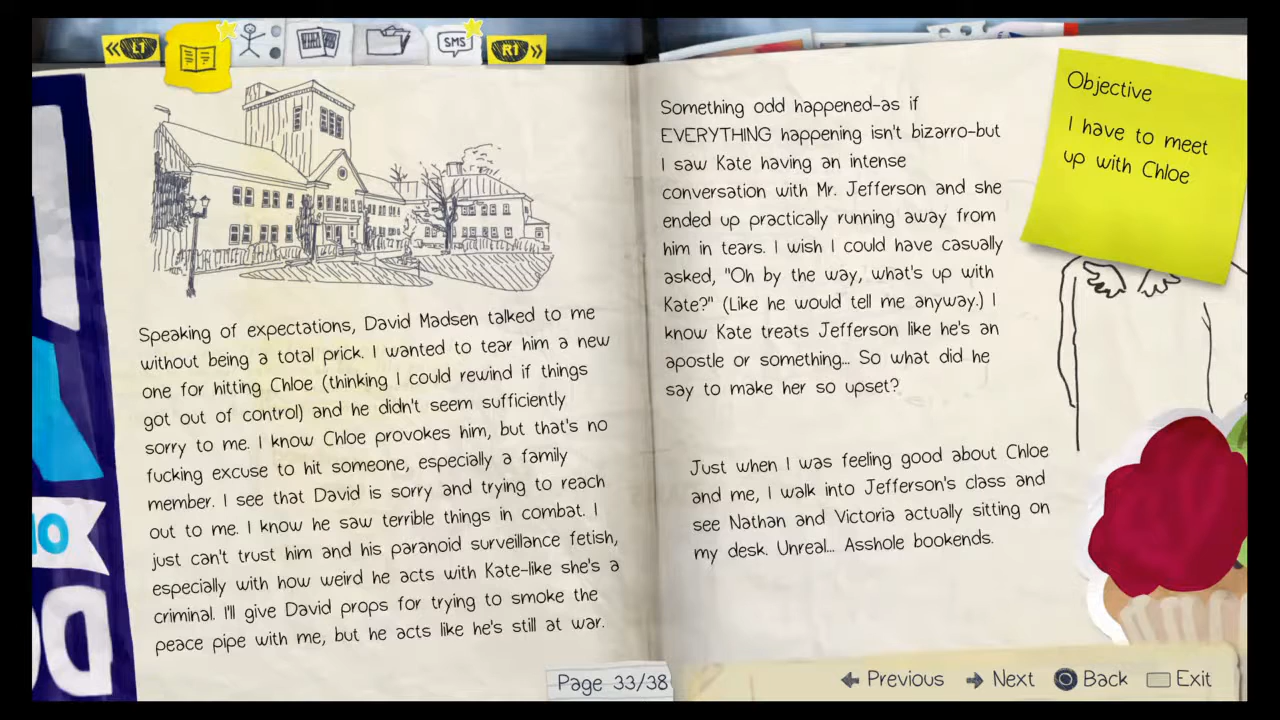 L1
SMS
R1
Speaking of expectations, David Madsen talked to me
without being a total prick. I wanted to tear him a new
one for hitting Chloe (thinking I could rewind if things
got out of control) and he didn't seem sufficiently
sorry to me. I know Chloe provokes him, but that's no
fucking excuse to hit someone, especially a family
member. I see that David is sorry and trying to reach
out to me. I know he saw terrible things in combat. I
just can't trust him and his paranoid surveillance fetish,
especially with how weird he acts with Kate-like she's a
criminal. I'll give David props for trying to smoke the
peace pipe with me, but he acts like he's still at war.
Something odd happened-as if
EVERYTHING happening isn't bizarro-but
I saw Kate having an intense
conversation with Mr. Jefferson and she
ended up practically running away from
him in tears. I wish I could have casually
asked, "Oh by the way, what's up with
Kate?" (Like he would tell me anyway.) I
know Kate treats Jefferson like he's an
apostle or something... So what did he
say to make her so upset?
Just when I was feeling good about Chloe
and me, I walk into Jefferson's class and
see Nathan and Victoria actually sitting on
my desk. Unreal... Asshole bookends.
Objective
I have to meet
up with Chloe
Page 33/38
Previous
Next
Back
Exit